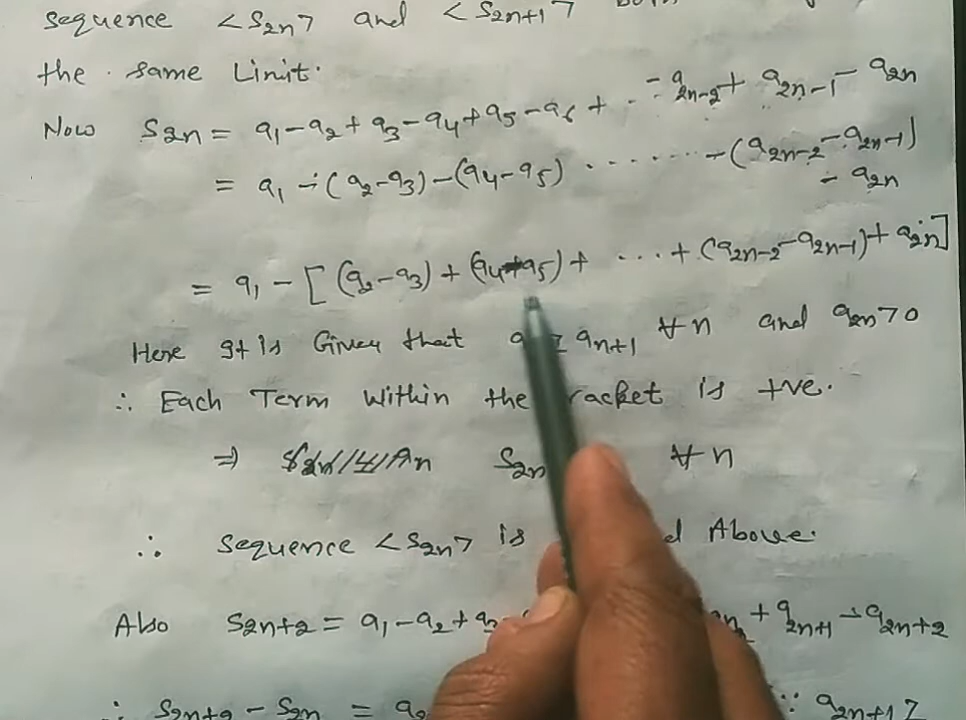 sequence <S2n> and <S2n+1>
the same Limit.
Now S2n = a1 - a2 + a3 - a4 + a5 - a6 + - - - a2n-2 + a2n-1 - a2n
= a1 - (a2 - a3) - (a4 - a5) ....... - (a2n-2 - a2n-1) - a2n
= a1 - [(a2 - a3) + (a4 - a5) + ... + (a2n-2 - a2n-1) + a2n]
Here It is Given that an+1 ∀ n and a2n > 0
∴ Each Term within the is +ve.
⇒ S2n ∀ n
∴ sequence <S2n> is Above.
Also S2n+2 = a1 - a2 + + a2n+1 - a2n+2
∴ S2n+2 - S2n = ∵ a2n+1 ≥